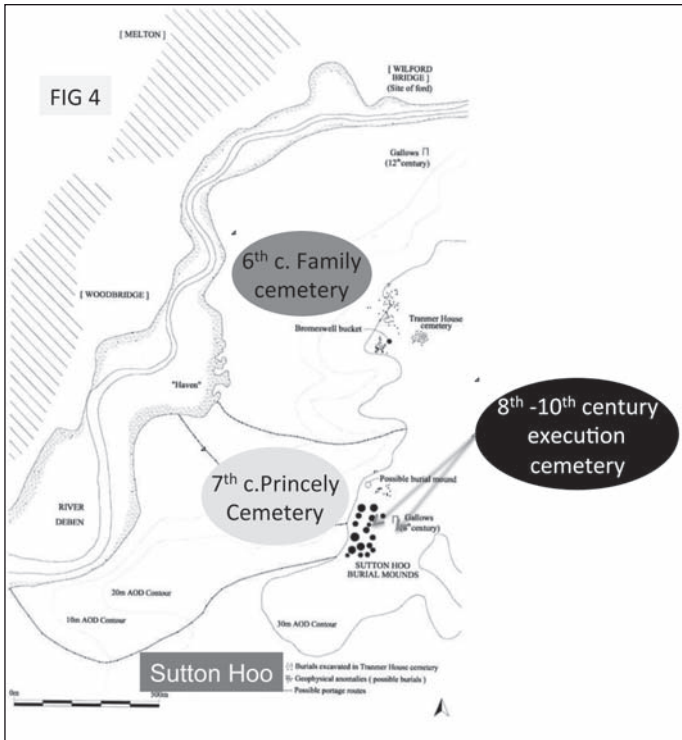 [ MELTON ]
FIG 4
[ WILFORD
BRIDGE ]
(Site of ford)
Gallows
(12th century)
6th c. Family
cemetery
[ WOODBRIDGE ]
Bromeswell bucket
Tranmer House
cemetery
"Haven"
8th -10th century
execution
cemetery
7th c.Princely
Cemetery
Possible burial mound
RIVER
DEBEN
Gallows
century)
SUTTON HOO
BURIAL MOUNDS
20m AOD Contour
10m AOD Contour
30m AOD Contour
Sutton Hoo
Burials excavated in Tranmer House cemetery
Geophysical anomalies ( possible burials )
Possible portage routes
0m
500m